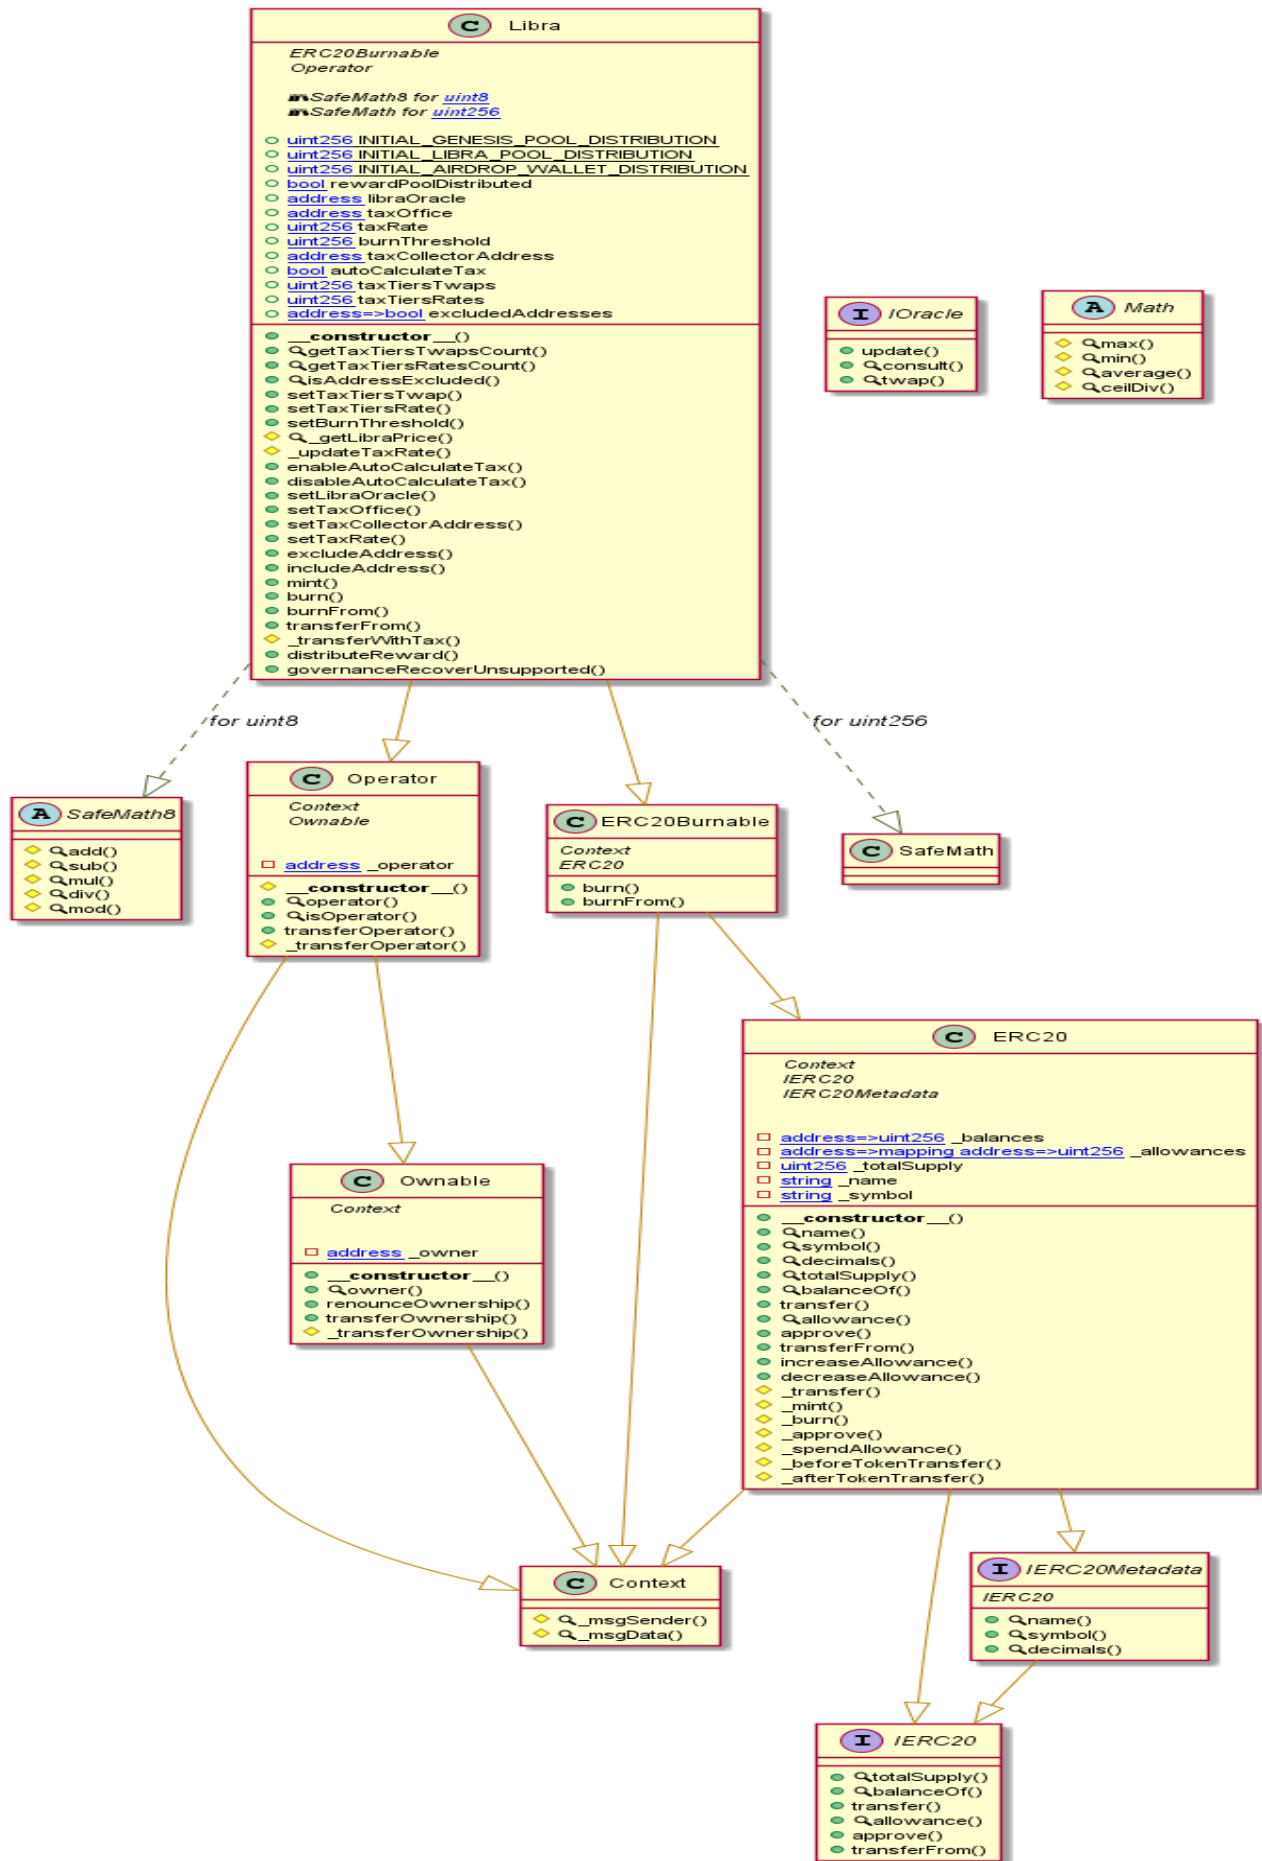 C Libra
ERC20Burnable
Operator
SafeMath8 for uint8
SafeMath for uint256
uint256 INITIAL_GENESIS_POOL_DISTRIBUTION
uint256 INITIAL_LIBRA_POOL_DISTRIBUTION
uint256 INITIAL_AIRDROP_WALLET_DISTRIBUTION
bool rewardPoolDistributed
address libraOracle
address taxOffice
uint256 taxRate
uint256 burnThreshold
address taxCollectorAddress
bool autoCalculateTax
uint256 taxTiersTwaps
uint256 taxTiersRates
address=>bool excludedAddresses
__constructor__()
getTaxTiersTwapsCount()
getTaxTiersRatesCount()
isAddressExcluded()
setTaxTiersTwap()
setTaxTiersRate()
setBurnThreshold()
_getLibraPrice()
_updateTaxRate()
enableAutoCalculateTax()
disableAutoCalculateTax()
setLibraOracle()
setTaxOffice()
setTaxCollectorAddress()
setTaxRate()
excludeAddress()
includeAddress()
mint()
burn()
burnFrom()
transferFrom()
_transferWithTax()
distributeReward()
governanceRecoverUnsupported()
I IOracle
update()
consult()
twap()
A Math
max()
min()
average()
ceilDiv()
for uint8
for uint256
A SafeMath8
add()
sub()
mul()
div()
mod()
C Operator
Context
Ownable
address _operator
__constructor__()
operator()
isOperator()
transferOperator()
_transferOperator()
C ERC20Burnable
Context
ERC20
burn()
burnFrom()
C SafeMath
C ERC20
Context
IERC20
IERC20Metadata
address=>uint256 _balances
address=>mapping address=>uint256 _allowances
uint256 _totalSupply
string _name
string _symbol
__constructor__()
name()
symbol()
decimals()
totalSupply()
balanceOf()
transfer()
allowance()
approve()
transferFrom()
increaseAllowance()
decreaseAllowance()
_transfer()
_mint()
_burn()
_approve()
_spendAllowance()
_beforeTokenTransfer()
_afterTokenTransfer()
C Ownable
Context
address _owner
__constructor__()
owner()
renounceOwnership()
transferOwnership()
_transferOwnership()
C Context
_msgSender()
_msgData()
I IERC20Metadata
IERC20
name()
symbol()
decimals()
I IERC20
totalSupply()
balanceOf()
transfer()
allowance()
approve()
transferFrom()